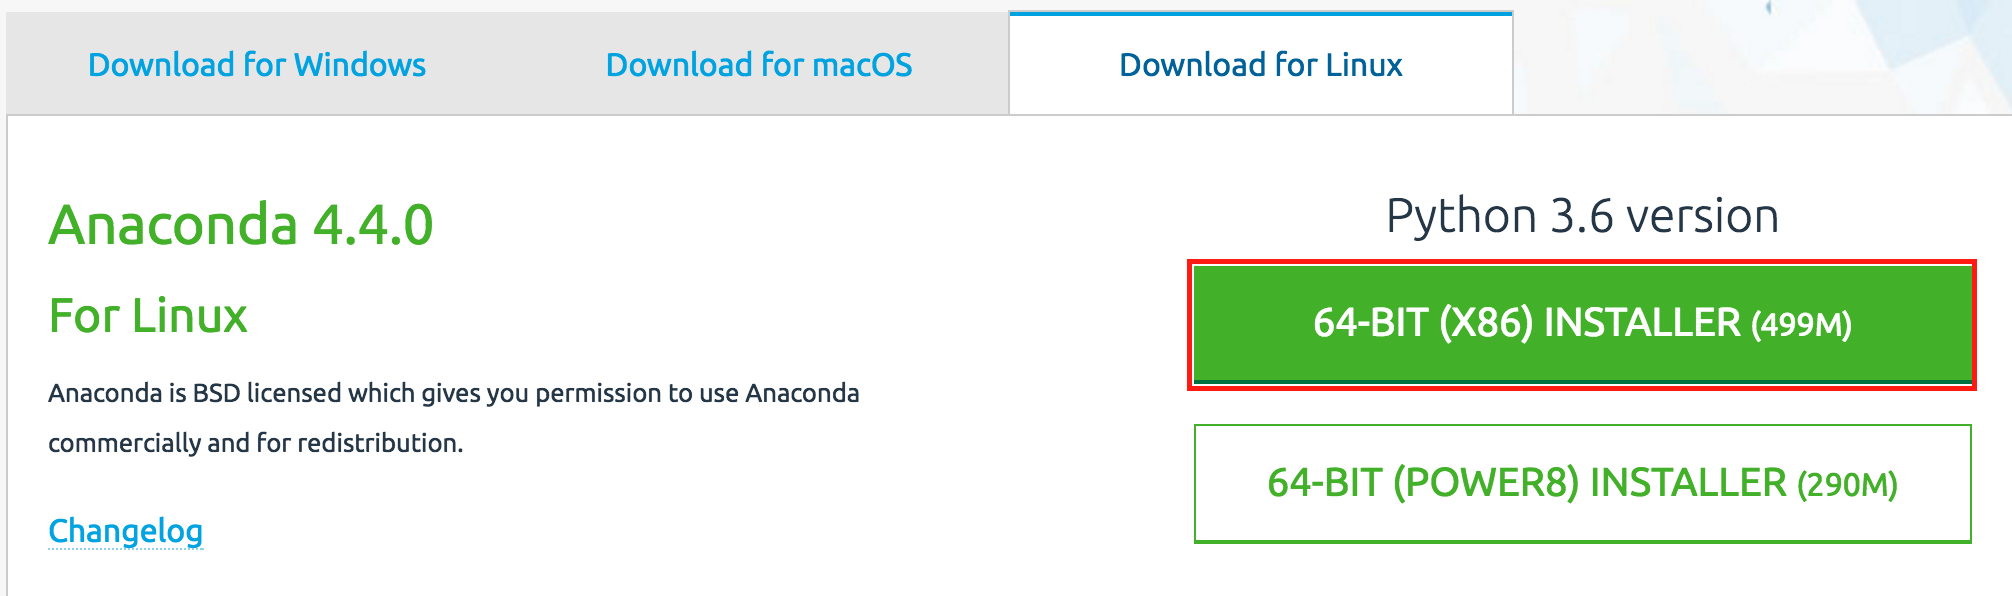 Download for Windows
Download for macOS
Download for Linux
Anaconda 4.4.0
For Linux
Anaconda is BSD licensed which gives you permission to use Anaconda
commercially and for redistribution.
Changelog
Python 3.6 version
64-BIT (X86) INSTALLER (499M)
64-BIT (POWER8) INSTALLER (290M)